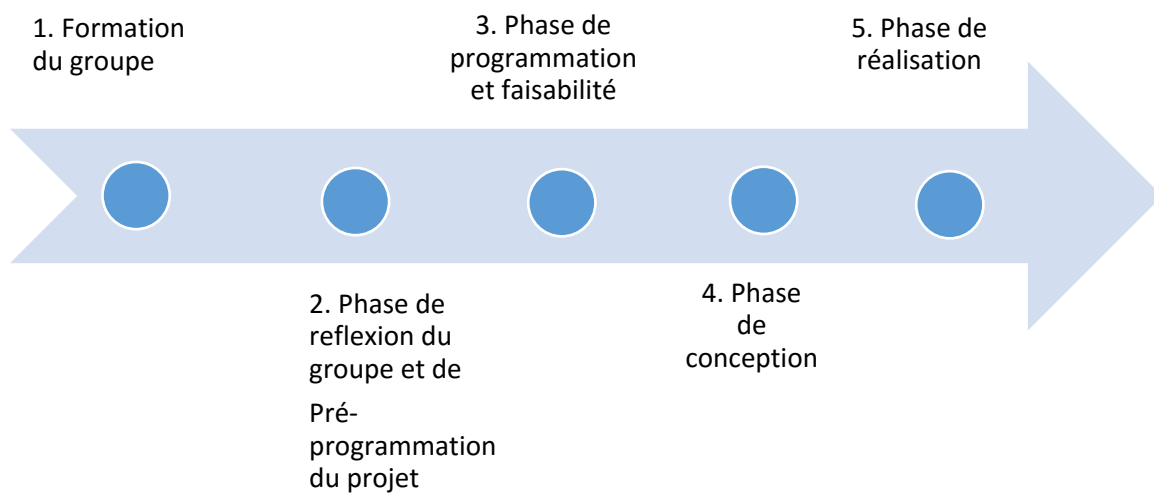 1. Formation
du groupe
2. Phase de
reflexion du
groupe et de
Pré-
programmation
du projet
3. Phase de
programmation
et faisabilité
4. Phase
de
conception
5. Phase de
réalisation